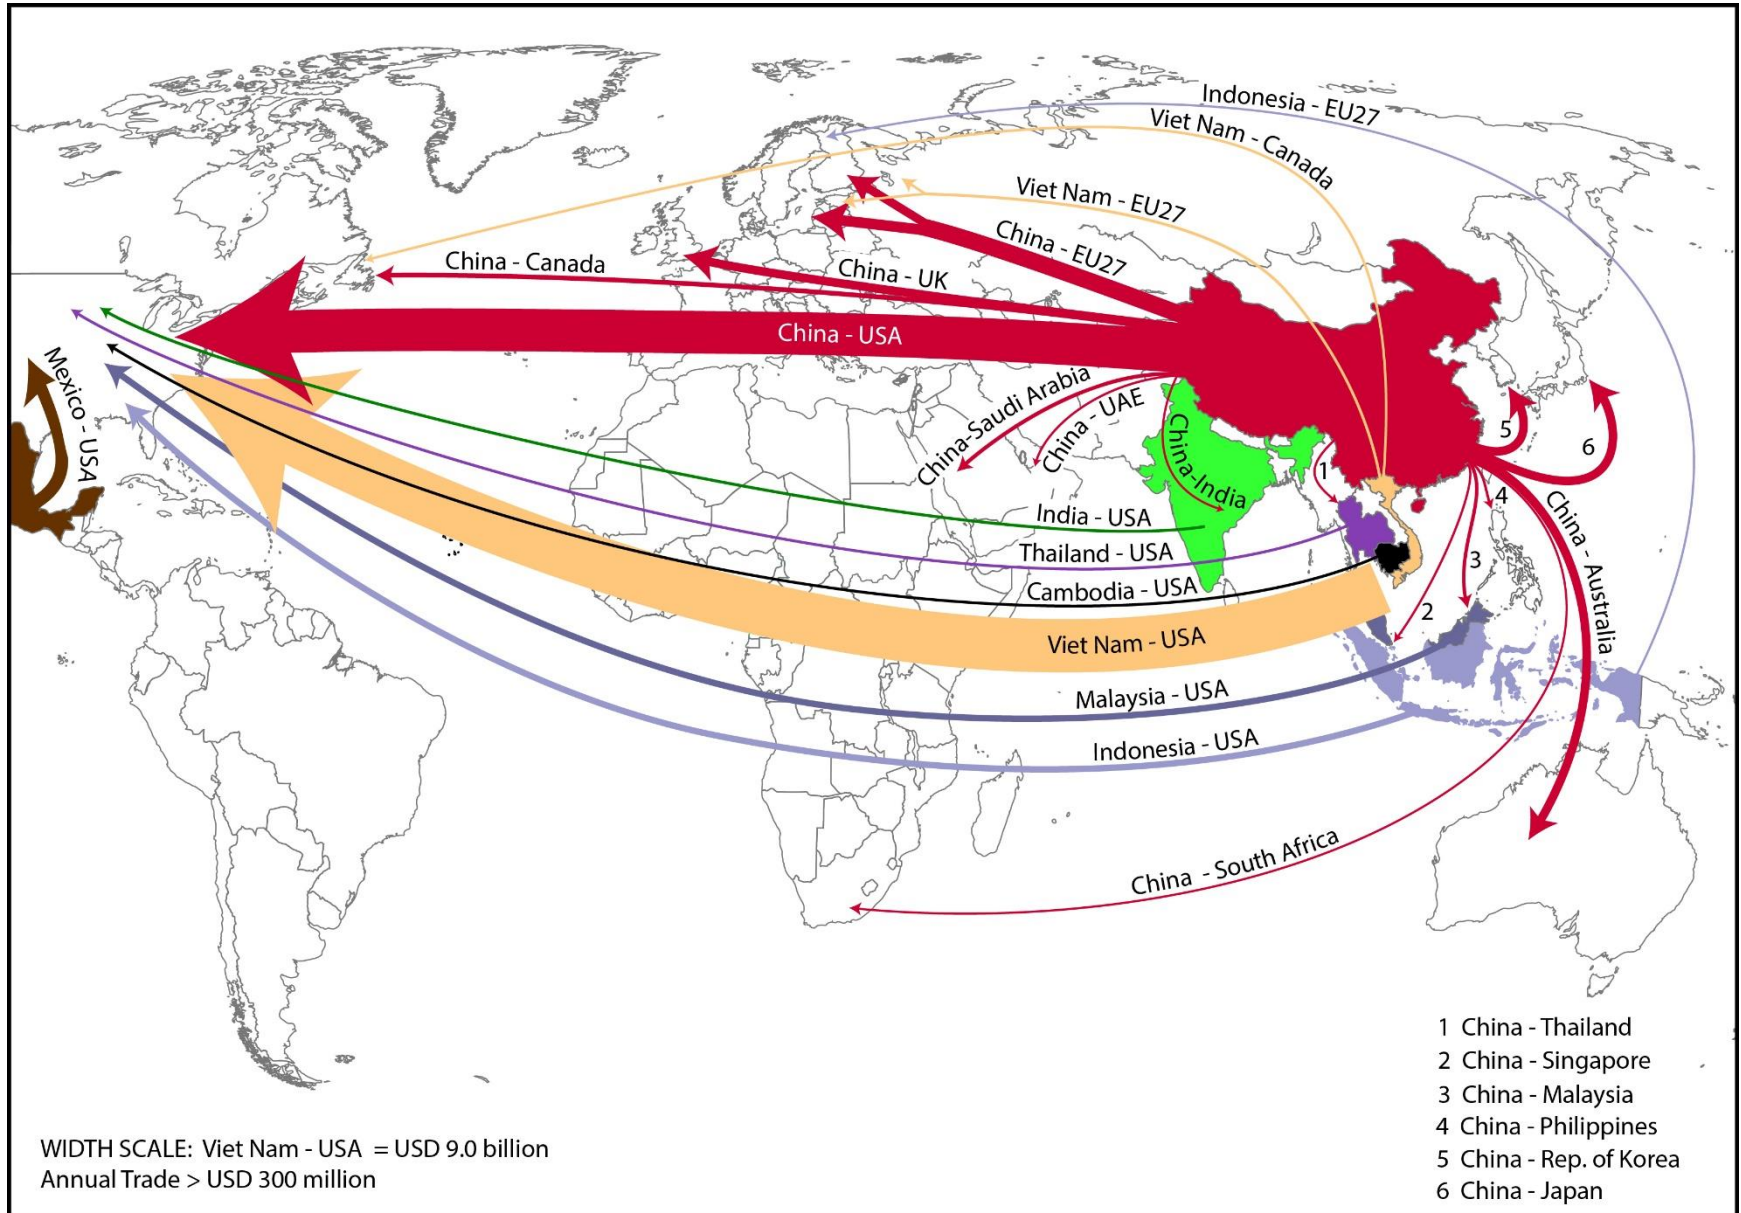 Indonesia - EU27
Viet Nam - Canada
Viet Nam - EU27
China - EU27
China - Canada
China - UK
China - USA
Mexico - USA
China-Saudi Arabia
China - UAE
China-India
1
5
6
4
India - USA
China - Australia
Thailand - USA
3
Cambodia - USA
2
Viet Nam - USA
Malaysia - USA
Indonesia - USA
China - South Africa
1 China - Thailand
2 China - Singapore
3 China - Malaysia
4 China - Philippines
5 China - Rep. of Korea
6 China - Japan
WIDTH SCALE: Viet Nam - USA = USD 9.0 billion
Annual Trade > USD 300 million